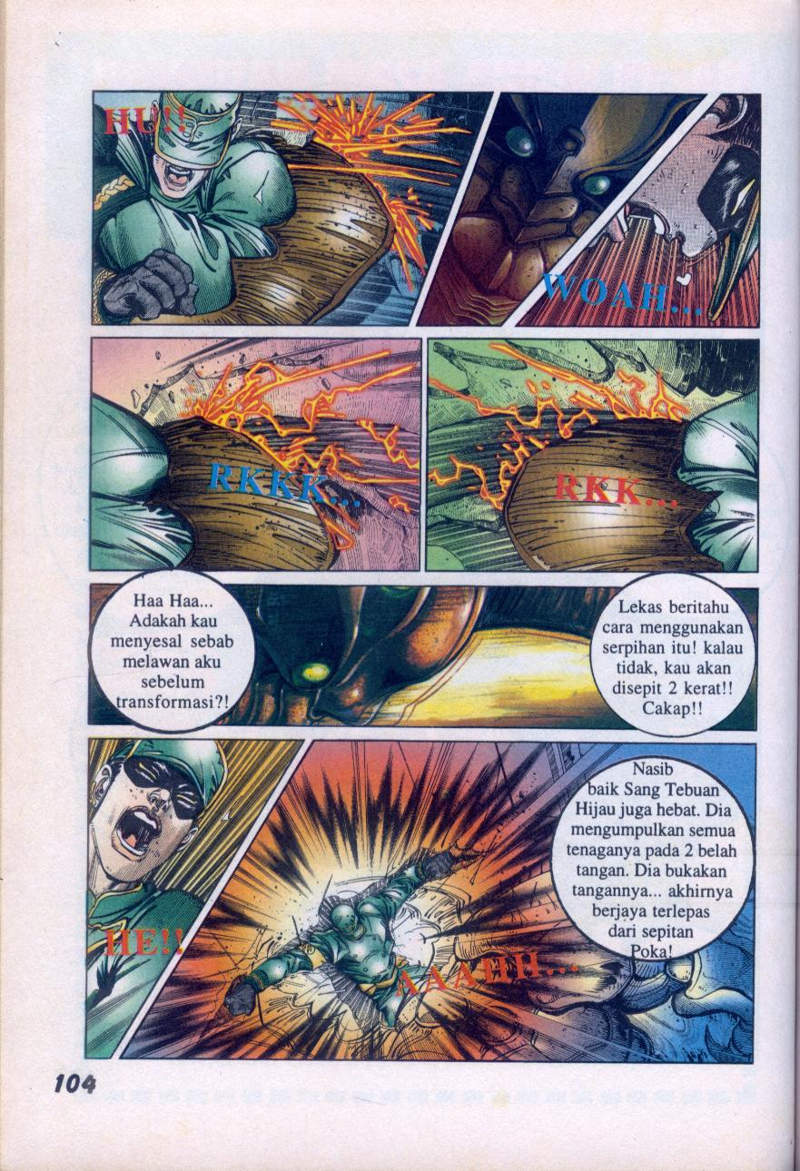 HU!!
WOAH...
RKKK...
RKK...
Haa Haa...
Adakah kau
menyesal sebab
melawan aku
sebelum
transformasi?!
Lekas beritahu
cara menggunakan
serpihan itu! kalau
tidak, kau akan
disepit 2 kerat!!
Cakap!!
HE!!
Nasib
baik Sang Tebuan
Hijau juga hebat. Dia
mengumpulkan semua
tenaganya pada 2 belah
tangan. Dia bukakan
tangannya... akhirnya
berjaya terlepas
dari sepitan
Poka!
AAAHH...
104